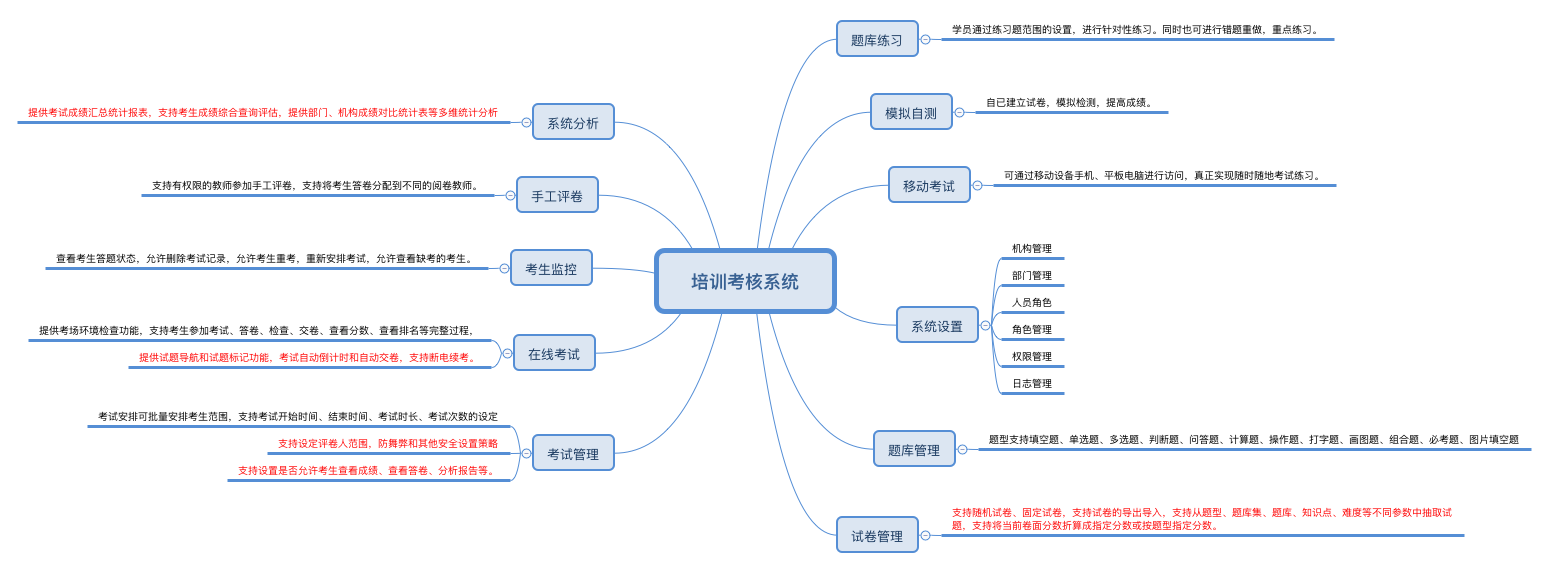 培训考核系统
题库练习
学员通过练习题范围的设置，进行针对性练习。同时也可进行错题重做，重点练习。
模拟自测
自已建立试卷，模拟检测，提高成绩。
移动考试
可通过移动设备手机、平板电脑进行访问，真正实现随时随地考试练习。
系统设置
机构管理
部门管理
人员角色
角色管理
权限管理
日志管理
题库管理
题型支持填空题、单选题、多选题、判断题、问答题、计算题、操作题、打字题、画图题、组合题、必考题、图片填空题
试卷管理
支持随机试卷、固定试卷，支持试卷的导出导入，支持从题型、题库集、题库、知识点、难度等不同参数中抽取试
题，支持将当前卷面分数折算成指定分数或按题型指定分数。
系统分析
提供考试成绩汇总统计报表，支持考生成绩综合查询评估，提供部门、机构成绩对比统计表等多维统计分析
手工评卷
支持有权限的教师参加手工评卷，支持将考生答卷分配到不同的阅卷教师。
考生监控
查看考生答题状态，允许删除考试记录，允许考生重考，重新安排考试，允许查看缺考的考生。
在线考试
提供考场环境检查功能，支持考生参加考试、答卷、检查、交卷、查看分数、查看排名等完整过程，
提供试题导航和试题标记功能，考试自动倒计时和自动交卷，支持断电续考。
考试管理
考试安排可批量安排考生范围，支持考试开始时间、结束时间、考试时长、考试次数的设定
支持设定评卷人范围，防舞弊和其他安全设置策略
支持设置是否允许考生查看成绩、查看答卷、分析报告等。